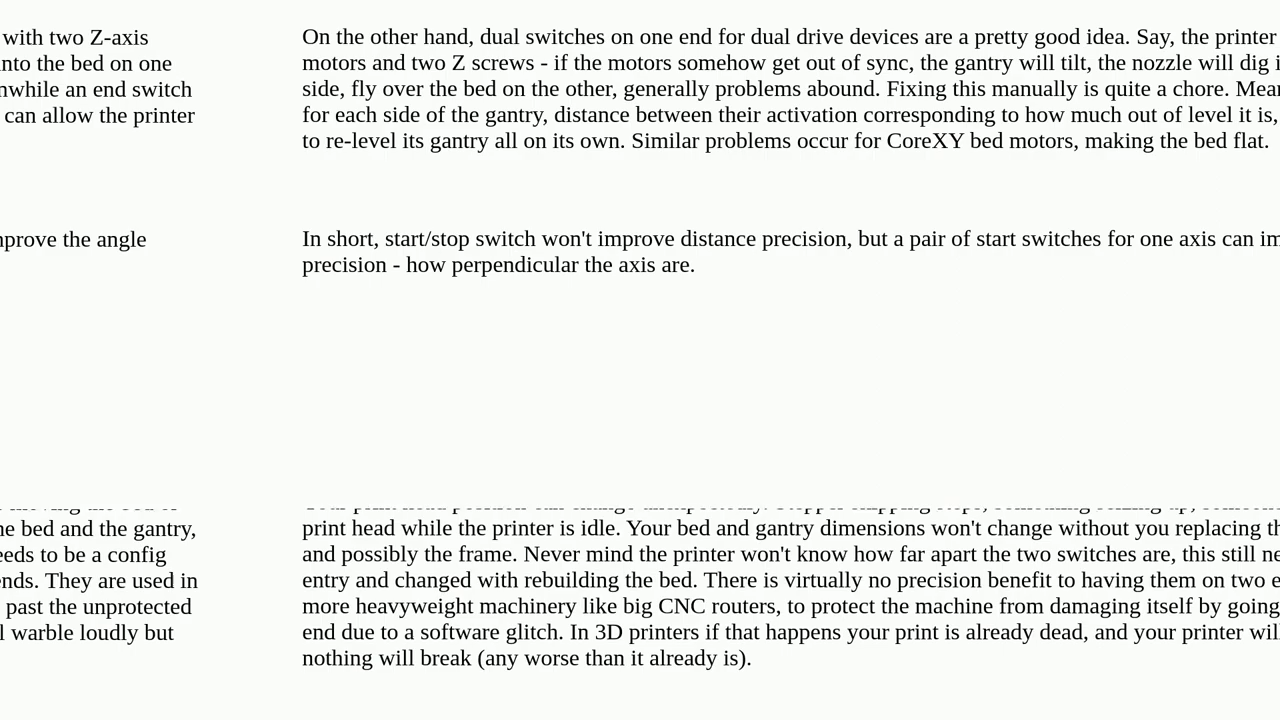 with two Z-axis
nto the bed on one
nwhile an end switch
can allow the printer
On the other hand, dual switches on one end for dual drive devices are a pretty good idea. Say, the printer
motors and two Z screws - if the motors somehow get out of sync, the gantry will tilt, the nozzle will dig i
side, fly over the bed on the other, generally problems abound. Fixing this manually is quite a chore. Mear
for each side of the gantry, distance between their activation corresponding to how much out of level it is,
to re-level its gantry all on its own. Similar problems occur for CoreXY bed motors, making the bed flat.
nprove the angle
In short, start/stop switch won't improve distance precision, but a pair of start switches for one axis can im
precision - how perpendicular the axis are.
ne bed and the gantry,
eeds to be a config
ends. They are used in
past the unprotected
l warble loudly but
print head while the printer is idle. Your bed and gantry dimensions won't change without you replacing th
and possibly the frame. Never mind the printer won't know how far apart the two switches are, this still ne
entry and changed with rebuilding the bed. There is virtually no precision benefit to having them on two e
more heavyweight machinery like big CNC routers, to protect the machine from damaging itself by going
end due to a software glitch. In 3D printers if that happens your print is already dead, and your printer wil
nothing will break (any worse than it already is).